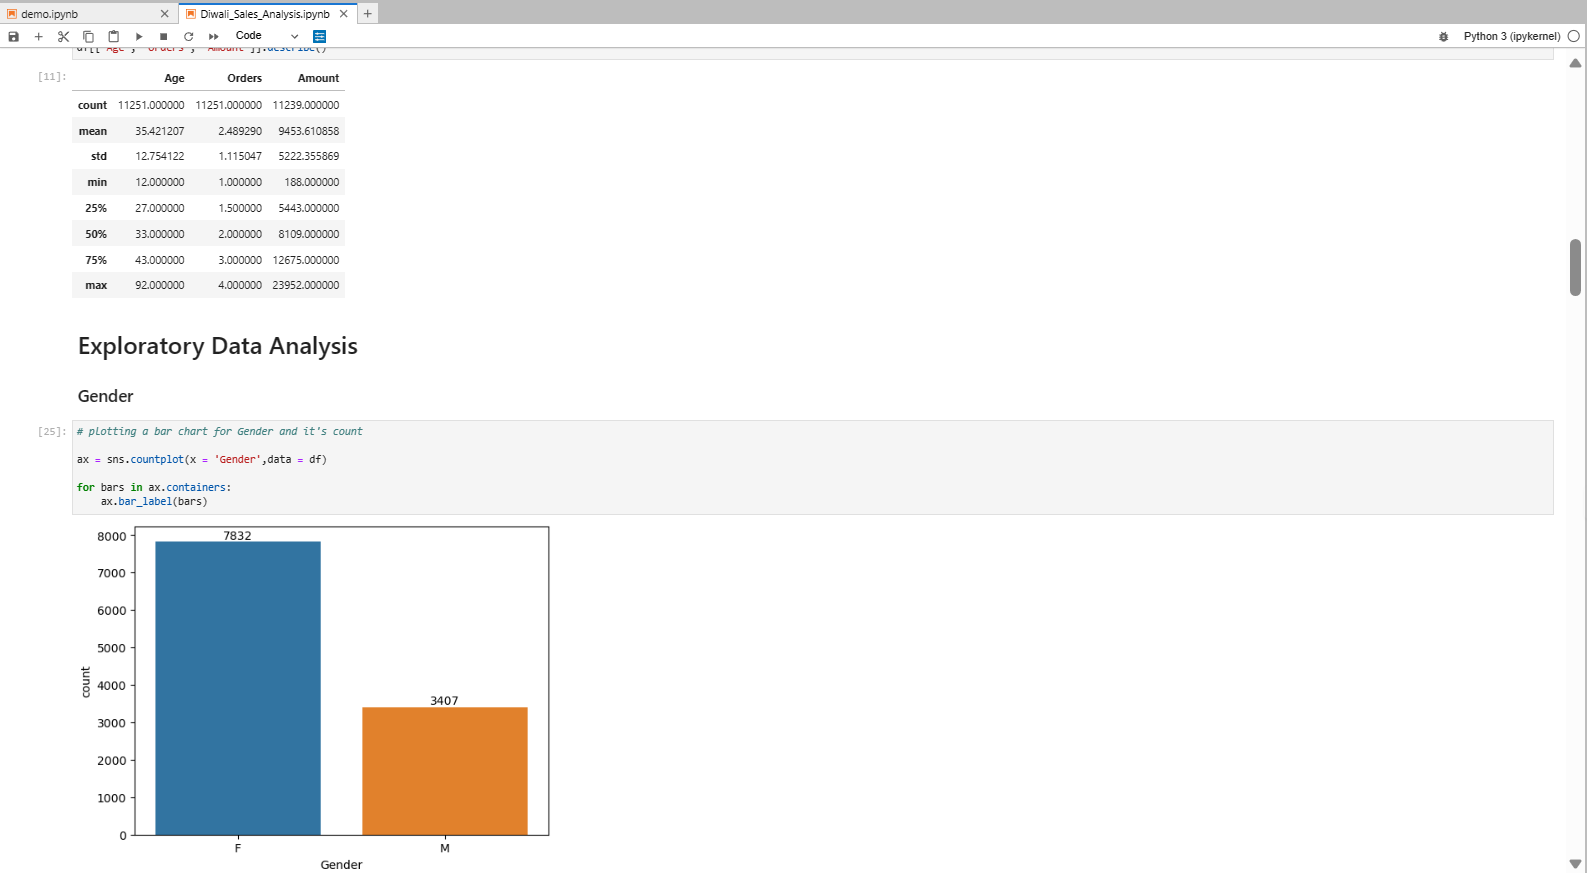 demo.ipynb
Diwali_Sales_Analysis.ipynb
Code
Python 3 (ipykernel)
df[['Age', 'Orders', 'Amount']].describe()
[11]:
Age Orders Amount
count 11251.000000 11251.000000 11239.000000
mean 35.421207 2.489290 9453.610858
std 12.754122 1.115047 5222.355869
min 12.000000 1.000000 188.000000
25% 27.000000 1.500000 5443.000000
50% 33.000000 2.000000 8109.000000
75% 43.000000 3.000000 12675.000000
max 92.000000 4.000000 23952.000000
Exploratory Data Analysis
Gender
[25]:
# plotting a bar chart for Gender and it's count
ax = sns.countplot(x = 'Gender',data = df)
for bars in ax.containers:
    ax.bar_label(bars)
8000
7000
6000
5000
4000
3000
2000
1000
0
count
7832
3407
F M
Gender